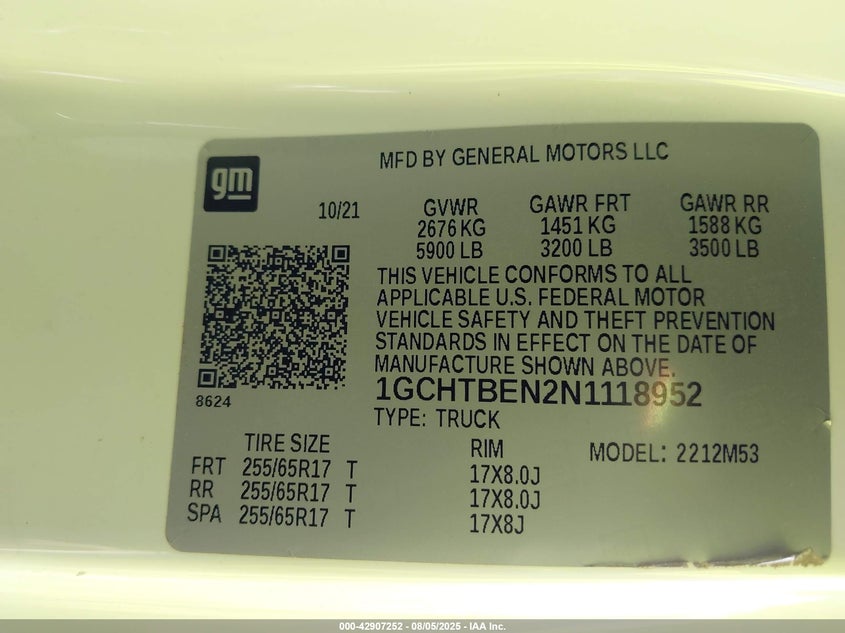 MFD BY GENERAL MOTORS LLC
gm
10/21
GVWR GAWR FRT GAWR RR
2676 KG 1451 KG 1588 KG
5900 LB 3200 LB 3500 LB
THIS VEHICLE CONFORMS TO ALL
APPLICABLE U.S. FEDERAL MOTOR
VEHICLE SAFETY AND THEFT PREVENTION
STANDARDS IN EFFECT ON THE DATE OF
MANUFACTURE SHOWN ABOVE.
1GCHTBEN2N1118952
8624
TYPE: TRUCK
TIRE SIZE RIM MODEL: 2212M53
FRT 255/65R17 T 17X8.0J
RR 255/65R17 T 17X8.0J
SPA 255/65R17 T 17X8J
000-42907252 - 08/05/2025 - IAA Inc.